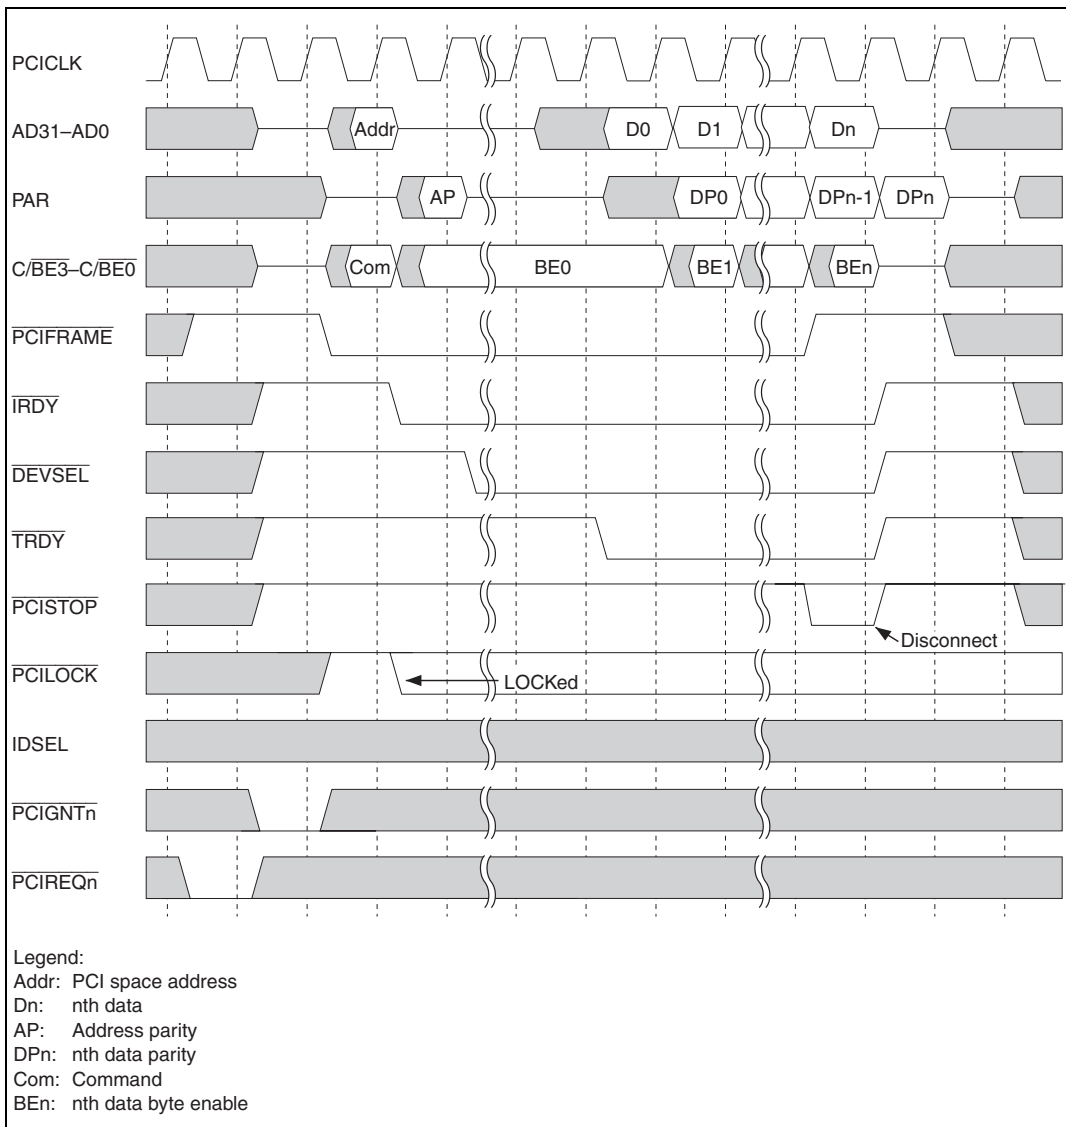 PCICLK
AD31–AD0 Addr D0 D1 Dn
PAR AP DP0 DPn-1 DPn
C/BE3–C/BE0 Com BE0 BE1 BEn
PCIFRAME
IRDY
DEVSEL
TRDY
PCISTOP
Disconnect
PCILOCK LOCKed
IDSEL
PCIGNTn
PCIREQn
Legend:
Addr: PCI space address
Dn: nth data
AP: Address parity
DPn: nth data parity
Com: Command
BEn: nth data byte enable